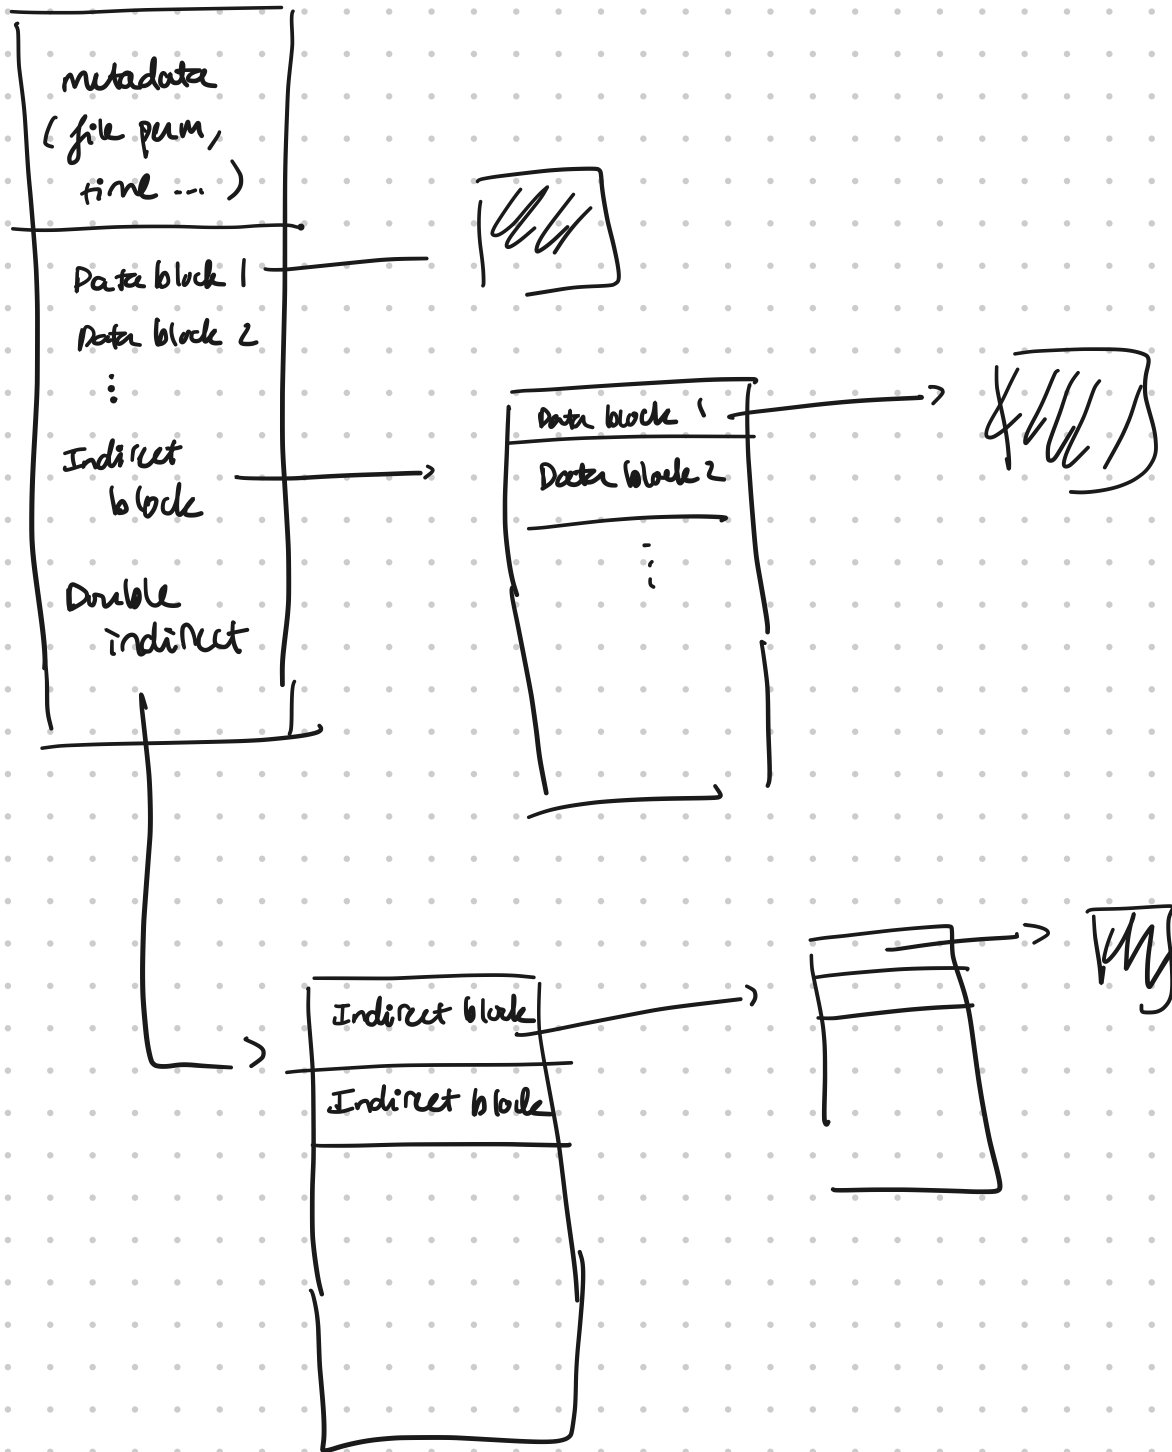 metadata
( file perm,
time ... )
Data block 1
Data block 2
⋮
Indirect
block
Double
indirect
Data block 1
Data block 2
⋮
Indirect block
Indirect block